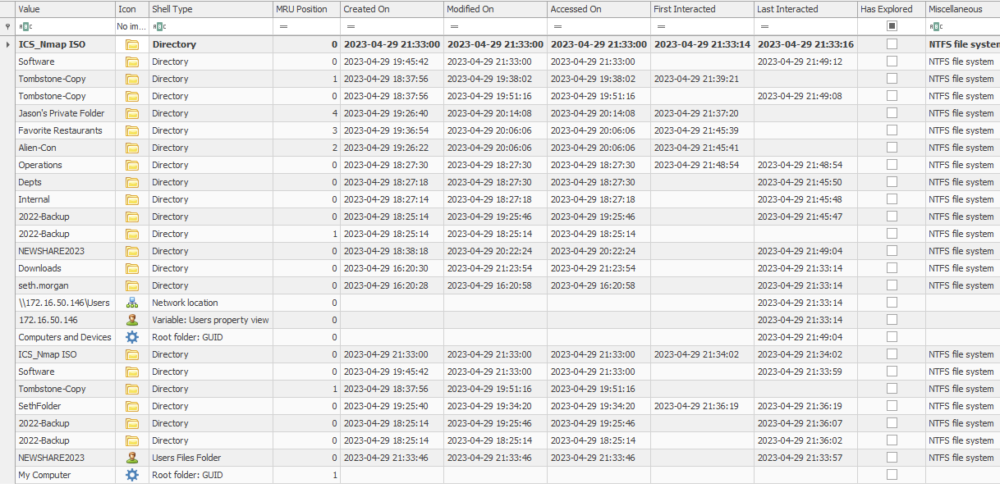 Value Icon Shell Type MRU Position Created On Modified On Accessed On First Interacted Last Interacted Has Explored Miscellaneous
ABC No im... ABC = = = = = = ABC
ICS_Nmap ISO Directory 0 2023-04-29 21:33:00 2023-04-29 21:33:00 2023-04-29 21:33:00 2023-04-29 21:33:14 2023-04-29 21:33:16 NTFS file system
Software Directory 0 2023-04-29 19:45:42 2023-04-29 21:33:00 2023-04-29 21:33:00 2023-04-29 21:49:12 NTFS file system
Tombstone-Copy Directory 1 2023-04-29 18:37:56 2023-04-29 19:38:02 2023-04-29 19:38:02 2023-04-29 21:39:21 NTFS file system
Tombstone-Copy Directory 0 2023-04-29 18:37:56 2023-04-29 19:51:16 2023-04-29 19:51:16 2023-04-29 21:49:08 NTFS file system
Jason's Private Folder Directory 4 2023-04-29 19:26:40 2023-04-29 20:14:08 2023-04-29 20:14:08 2023-04-29 21:37:20 NTFS file system
Favorite Restaurants Directory 3 2023-04-29 19:36:54 2023-04-29 20:06:06 2023-04-29 20:06:06 2023-04-29 21:45:39 NTFS file system
Alien-Con Directory 2 2023-04-29 19:26:22 2023-04-29 20:06:06 2023-04-29 20:06:06 2023-04-29 21:45:41 NTFS file system
Operations Directory 0 2023-04-29 18:27:30 2023-04-29 18:27:30 2023-04-29 18:27:30 2023-04-29 21:48:54 2023-04-29 21:48:54 NTFS file system
Depts Directory 0 2023-04-29 18:27:18 2023-04-29 18:27:30 2023-04-29 18:27:30 2023-04-29 21:45:50 NTFS file system
Internal Directory 0 2023-04-29 18:27:14 2023-04-29 18:27:18 2023-04-29 18:27:18 2023-04-29 21:45:48 NTFS file system
2022-Backup Directory 0 2023-04-29 18:25:14 2023-04-29 19:25:46 2023-04-29 19:25:46 2023-04-29 21:45:47 NTFS file system
2022-Backup Directory 1 2023-04-29 18:25:14 2023-04-29 18:25:14 2023-04-29 18:25:14 NTFS file system
NEWSHARE2023 Directory 0 2023-04-29 18:38:18 2023-04-29 20:22:24 2023-04-29 20:22:24 2023-04-29 21:49:04 NTFS file system
Downloads Directory 0 2023-04-29 16:20:30 2023-04-29 21:23:54 2023-04-29 21:23:54 2023-04-29 21:33:14 NTFS file system
seth.morgan Directory 0 2023-04-29 16:20:28 2023-04-29 16:20:58 2023-04-29 16:20:58 2023-04-29 21:33:14 NTFS file system
\\172.16.50.146\Users Network location 0 2023-04-29 21:33:14
172.16.50.146 Variable: Users property view 0 2023-04-29 21:33:14
Computers and Devices Root folder: GUID 0 2023-04-29 21:49:04
ICS_Nmap ISO Directory 0 2023-04-29 21:33:00 2023-04-29 21:33:00 2023-04-29 21:33:00 2023-04-29 21:34:02 2023-04-29 21:34:02 NTFS file system
Software Directory 0 2023-04-29 19:45:42 2023-04-29 21:33:00 2023-04-29 21:33:00 2023-04-29 21:33:59 NTFS file system
Tombstone-Copy Directory 1 2023-04-29 18:37:56 2023-04-29 19:51:16 2023-04-29 19:51:16 NTFS file system
SethFolder Directory 0 2023-04-29 19:25:40 2023-04-29 19:34:20 2023-04-29 19:34:20 2023-04-29 21:36:19 2023-04-29 21:36:19 NTFS file system
2022-Backup Directory 0 2023-04-29 18:25:14 2023-04-29 19:25:46 2023-04-29 19:25:46 2023-04-29 21:36:07 NTFS file system
2022-Backup Directory 0 2023-04-29 18:25:14 2023-04-29 18:25:14 2023-04-29 18:25:14 2023-04-29 21:36:02 NTFS file system
NEWSHARE2023 Users Files Folder 0 2023-04-29 21:33:46 2023-04-29 21:33:46 2023-04-29 21:33:46 2023-04-29 21:33:57 NTFS file system
My Computer Root folder: GUID 1